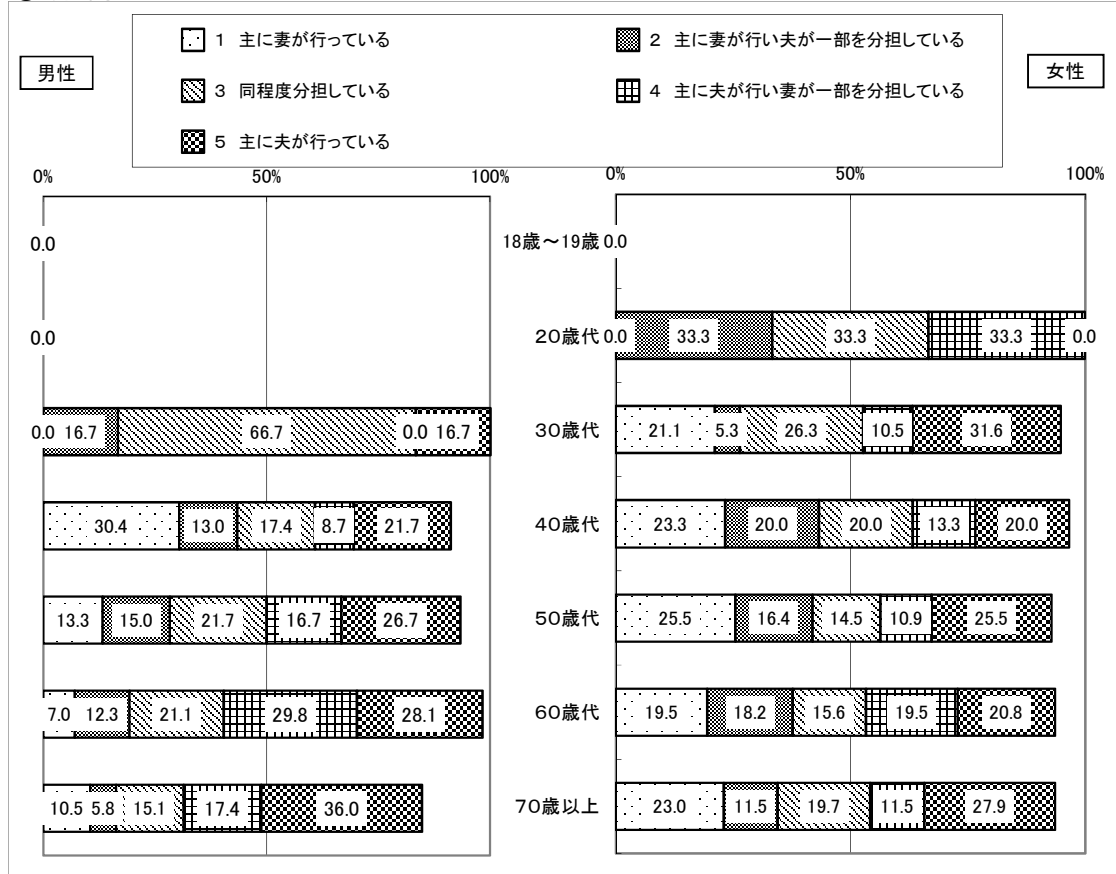 1 主に妻が行っている 2 主に妻が行い夫が一部を分担している
男性 女性
3 同程度分担している 4 主に夫が行い妻が一部を分担している
5 主に夫が行っている
0% 50% 100% 0% 50% 100%
0.0 18歳～19歳 0.0
0.0 20歳代 0.0 33.3 33.3 33.3 0.0
0.0 16.7 66.7 0.0 16.7 30歳代 21.1 5.3 26.3 10.5 31.6
30.4 13.0 17.4 8.7 21.7 40歳代 23.3 20.0 20.0 13.3 20.0
13.3 15.0 21.7 16.7 26.7 50歳代 25.5 16.4 14.5 10.9 25.5
7.0 12.3 21.1 29.8 28.1 60歳代 19.5 18.2 15.6 19.5 20.8
10.5 5.8 15.1 17.4 36.0 70歳以上 23.0 11.5 19.7 11.5 27.9